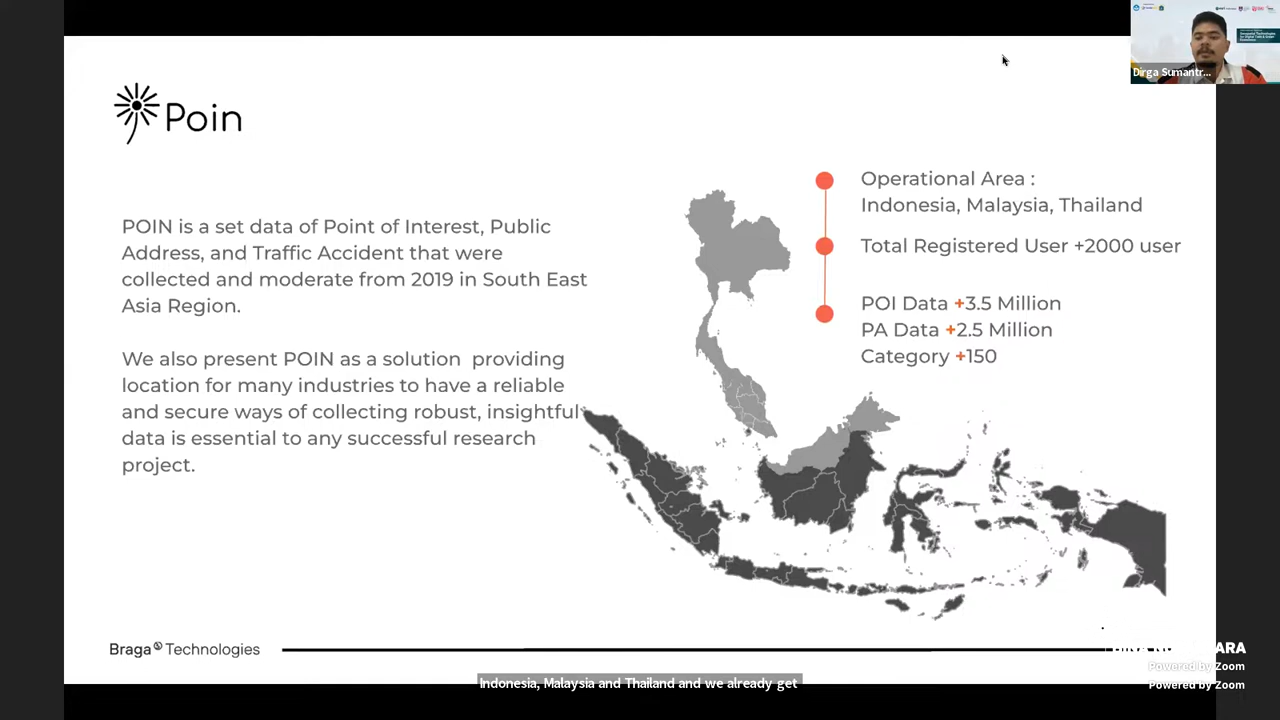 Poin
POIN is a set data of Point of Interest, Public
Address, and Traffic Accident that were
collected and moderate from 2019 in South East
Asia Region.
We also present POIN as a solution providing
location for many industries to have a reliable
and secure ways of collecting robust, insightful
data is essential to any successful research
project.
Operational Area :
Indonesia, Malaysia, Thailand
Total Registered User +2000 user
POI Data +3.5 Million
PA Data +2.5 Million
Category +150
Dirga Sumantr...
Braga Technologies
Powered by Zoom
Powered by Zoom
Indonesia, Malaysia and Thailand and we already get